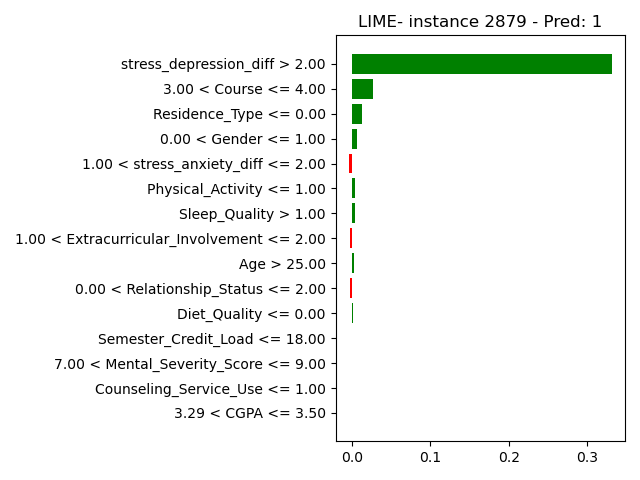 LIME- instance 2879 - Pred: 1
stress_depression_diff > 2.00
3.00 < Course <= 4.00
Residence_Type <= 0.00
0.00 < Gender <= 1.00
1.00 < stress_anxiety_diff <= 2.00
Physical_Activity <= 1.00
Sleep_Quality > 1.00
1.00 < Extracurricular_Involvement <= 2.00
Age > 25.00
0.00 < Relationship_Status <= 2.00
Diet_Quality <= 0.00
Semester_Credit_Load <= 18.00
7.00 < Mental_Severity_Score <= 9.00
Counseling_Service_Use <= 1.00
3.29 < CGPA <= 3.50
0.0 0.1 0.2 0.3